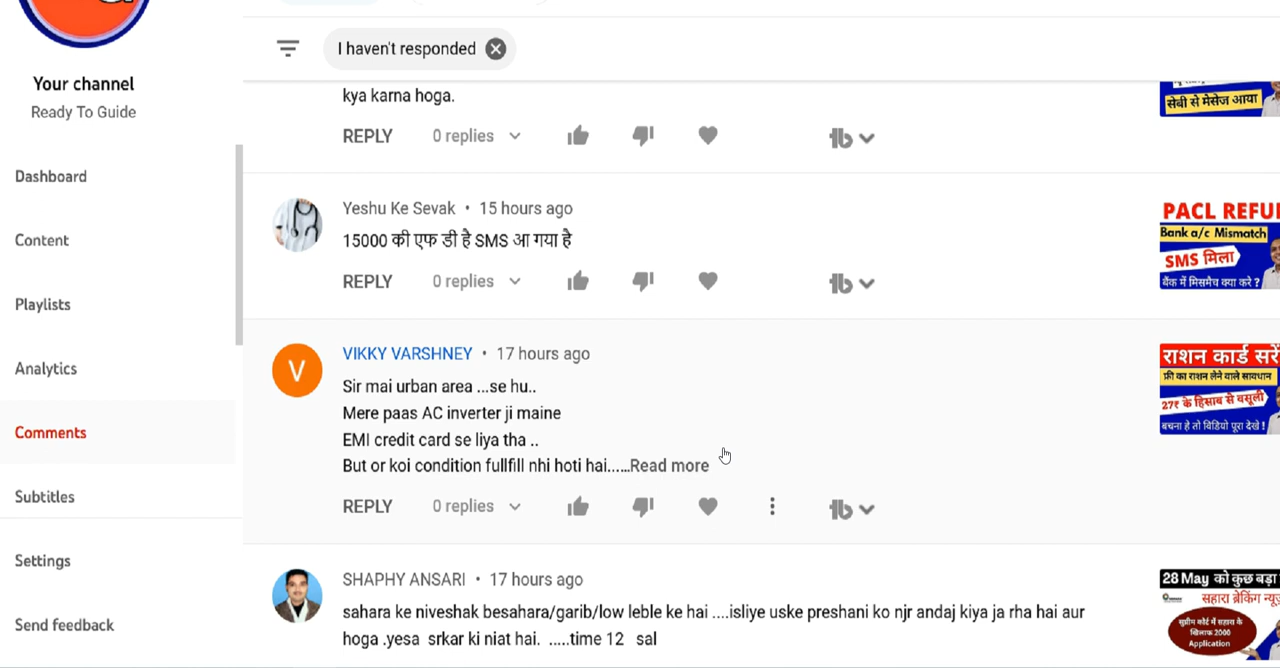 I haven't responded
Your channel
Ready To Guide
Dashboard
Content
Playlists
Analytics
Comments
Subtitles
Settings
Send feedback
kya karna hoga.
REPLY 0 replies
सेबी से मेसेज आया
Yeshu Ke Sevak • 15 hours ago
15000 की एफ डी है SMS आ गया है
REPLY 0 replies
PACL REFU
Bank a/c Mismatch
SMS मिला
बैंक में मिसमैच क्या करे ?
V
VIKKY VARSHNEY • 17 hours ago
Sir mai urban area ...se hu..
Mere paas AC inverter ji maine
EMI credit card se liya tha ..
But or koi condition fullfill nhi hoti hai......Read more
REPLY 0 replies
राशन कार्ड सरें
फ्री का राशन लेने वाले सावधान
27₹ के हिसाब से वसूली
बचना है तो विडियो पूरा देखे !
SHAPHY ANSARI • 17 hours ago
sahara ke niveshak besahara/garib/low leble ke hai ....isliye uske preshani ko njr andaj kiya ja rha hai aur
hoga .yesa srkar ki niat hai. .....time 12 sal
28 May को कुछ बड़ा
सहारा ब्रेकिंग न्यूज
सुप्रीम कोर्ट में सहारा के
खिलाफ 2000
Application